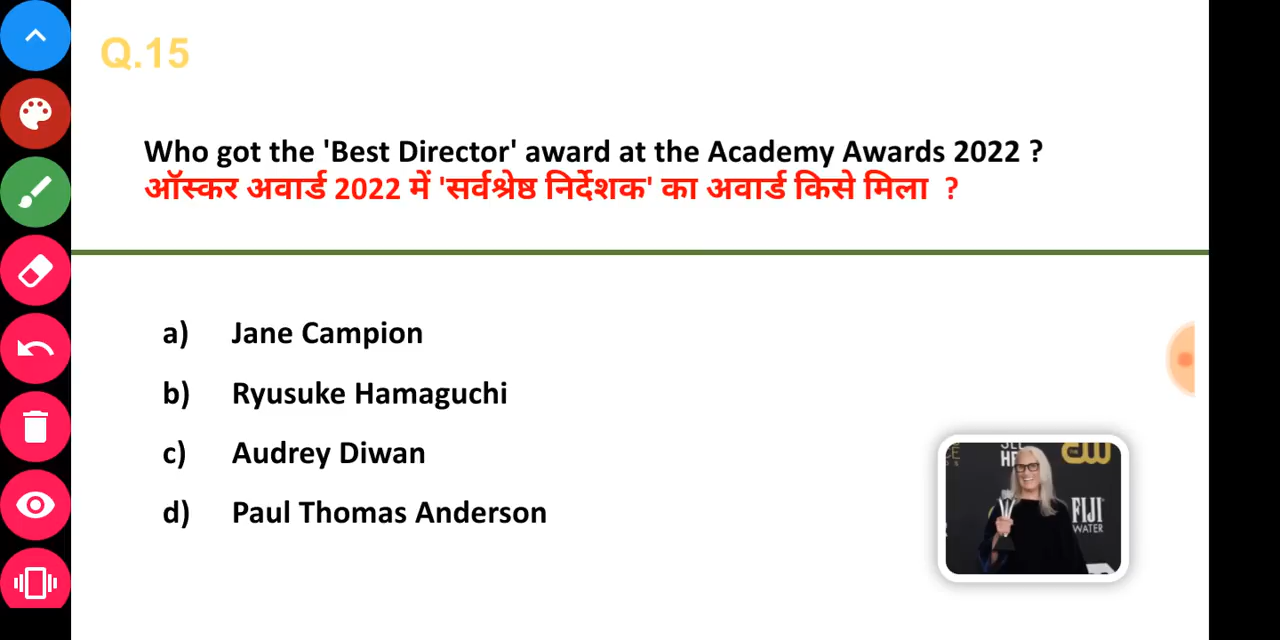 Q.15
Who got the 'Best Director' award at the Academy Awards 2022 ?
ऑस्कर अवार्ड 2022 में 'सर्वश्रेष्ठ निर्देशक' का अवार्ड किसे मिला ?
a) Jane Campion
b) Ryusuke Hamaguchi
c) Audrey Diwan
d) Paul Thomas Anderson
CW
FIJI
WATER